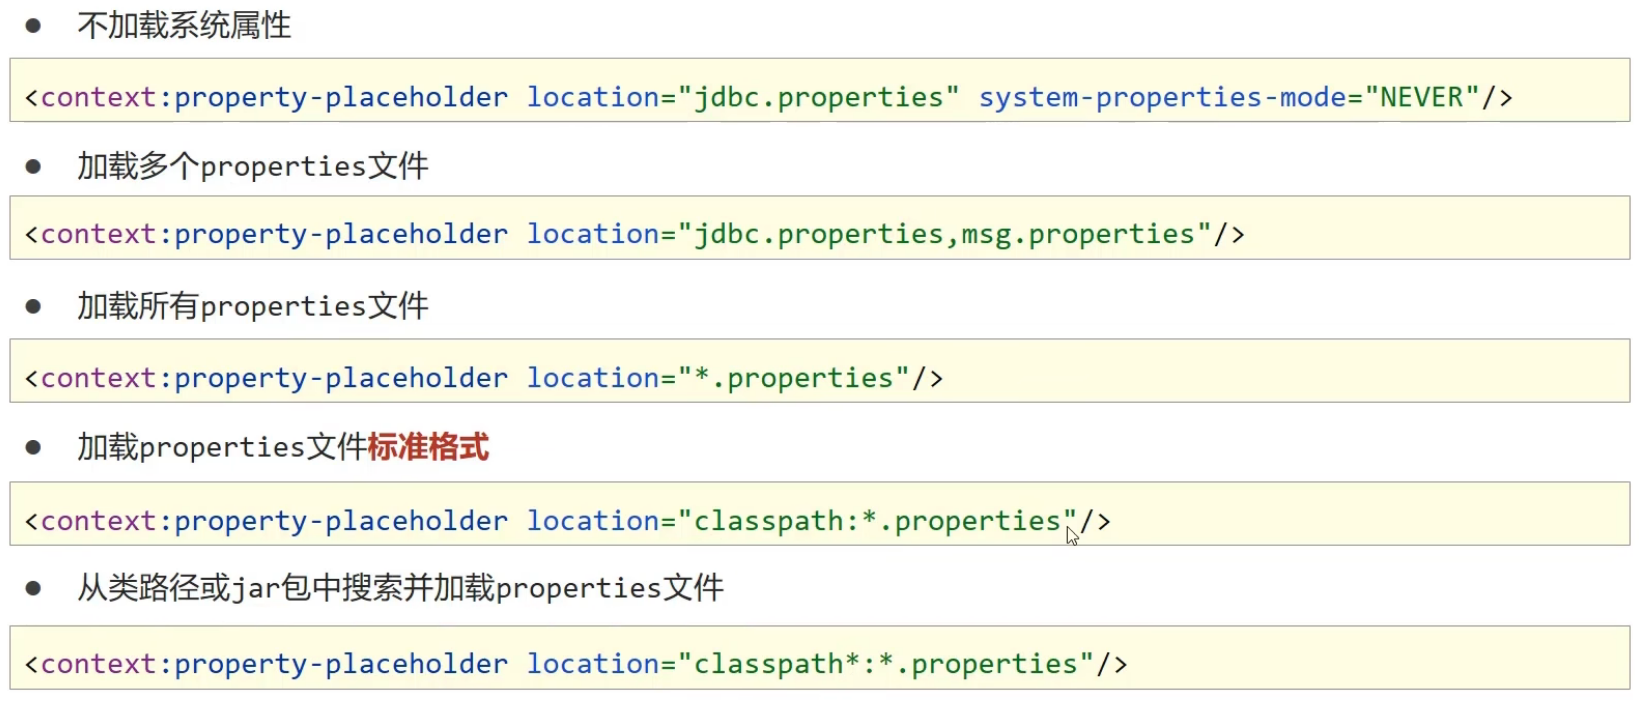 ● 不加载系统属性
<context:property-placeholder location="jdbc.properties" system-properties-mode="NEVER"/>
● 加载多个properties文件
<context:property-placeholder location="jdbc.properties,msg.properties"/>
● 加载所有properties文件
<context:property-placeholder location="*.properties"/>
● 加载properties文件标准格式
<context:property-placeholder location="classpath:*.properties"/>
● 从类路径或jar包中搜索并加载properties文件
<context:property-placeholder location="classpath*:*.properties"/>